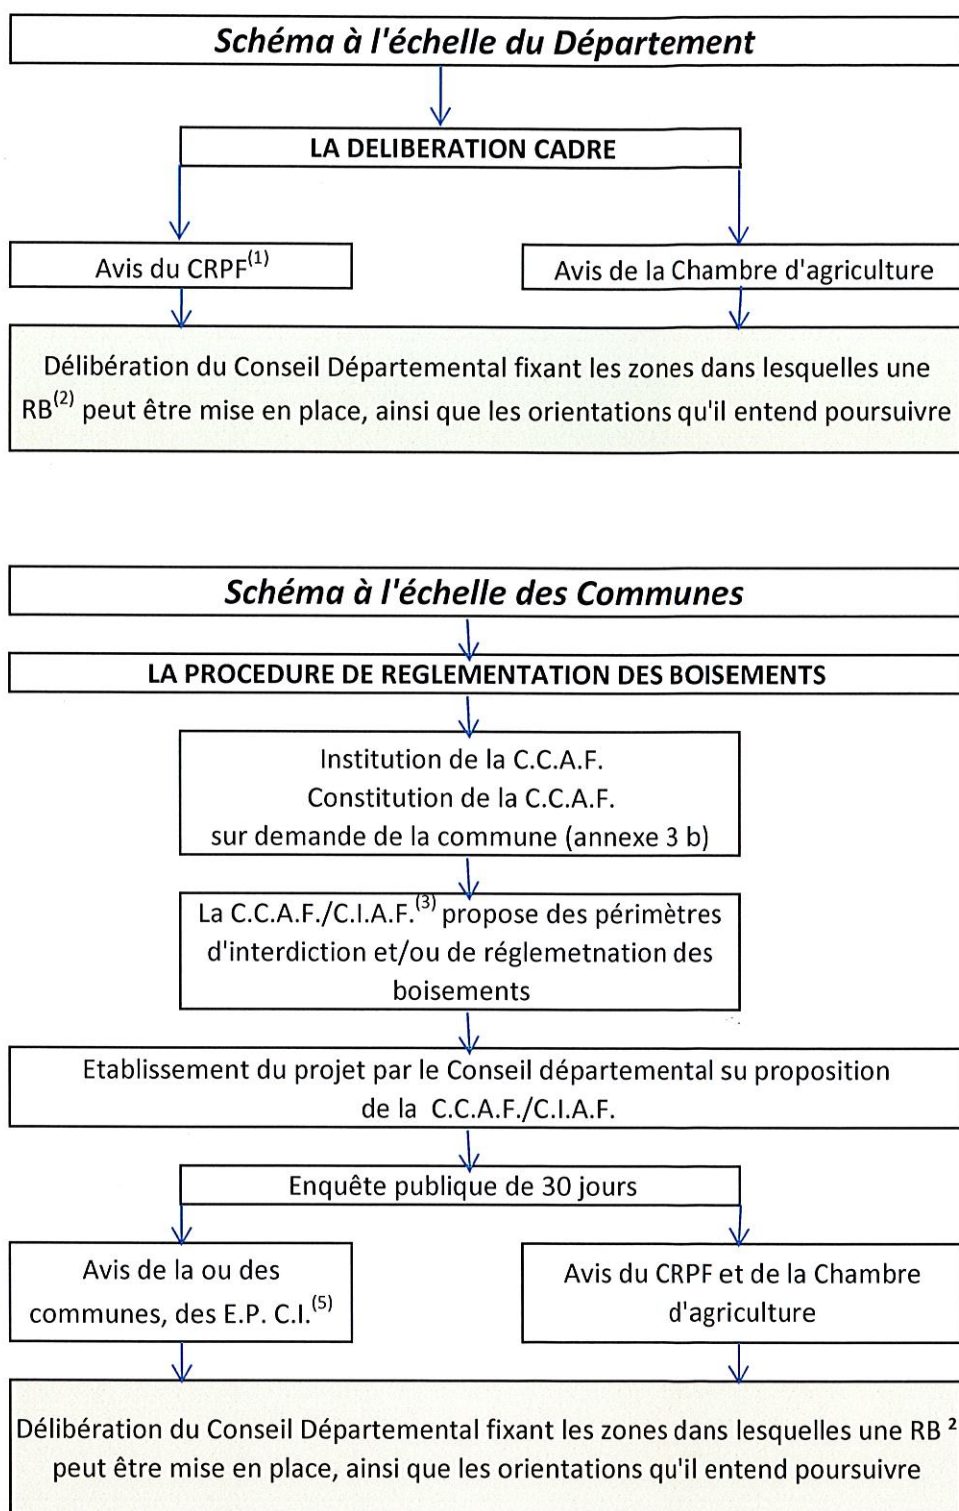 Schéma à l'échelle du Département
LA DELIBERATION CADRE
Avis du CRPF(1)
Avis de la Chambre d'agriculture
Délibération du Conseil Départemental fixant les zones dans lesquelles une
RB(2) peut être mise en place, ainsi que les orientations qu'il entend poursuivre
Schéma à l'échelle des Communes
LA PROCEDURE DE REGLEMENTATION DES BOISEMENTS
Institution de la C.C.A.F.
Constitution de la C.C.A.F.
sur demande de la commune (annexe 3 b)
La C.C.A.F./C.I.A.F.(3) propose des périmètres
d'interdiction et/ou de réglemetnation des
boisements
Etablissement du projet par le Conseil départemental su proposition
de la C.C.A.F./C.I.A.F.
Enquête publique de 30 jours
Avis de la ou des
communes, des E.P. C.I.(5)
Avis du CRPF et de la Chambre
d'agriculture
Délibération du Conseil Départemental fixant les zones dans lesquelles une RB ²
peut être mise en place, ainsi que les orientations qu'il entend poursuivre